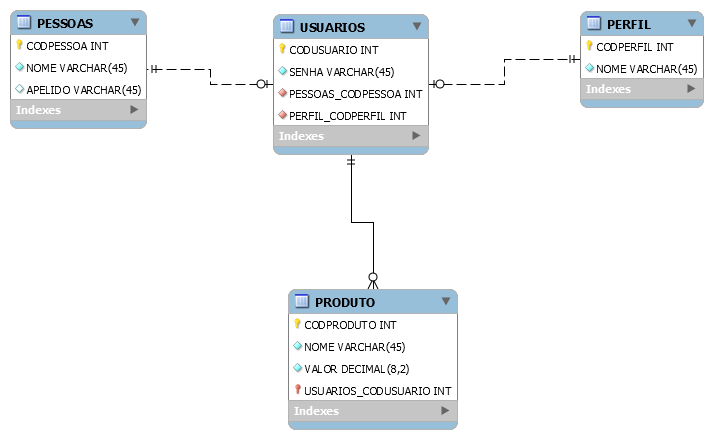 PESSOAS
CODPESSOA INT
NOME VARCHAR(45)
APELIDO VARCHAR(45)
Indexes
USUARIOS
CODUSUARIO INT
SENHA VARCHAR(45)
PESSOAS_CODPESSOA INT
PERFIL_CODPERFIL INT
Indexes
PERFIL
CODPERFIL INT
NOME VARCHAR(45)
Indexes
PRODUTO
CODPRODUTO INT
NOME VARCHAR(45)
VALOR DECIMAL(8,2)
USUARIOS_CODUSUARIO INT
Indexes